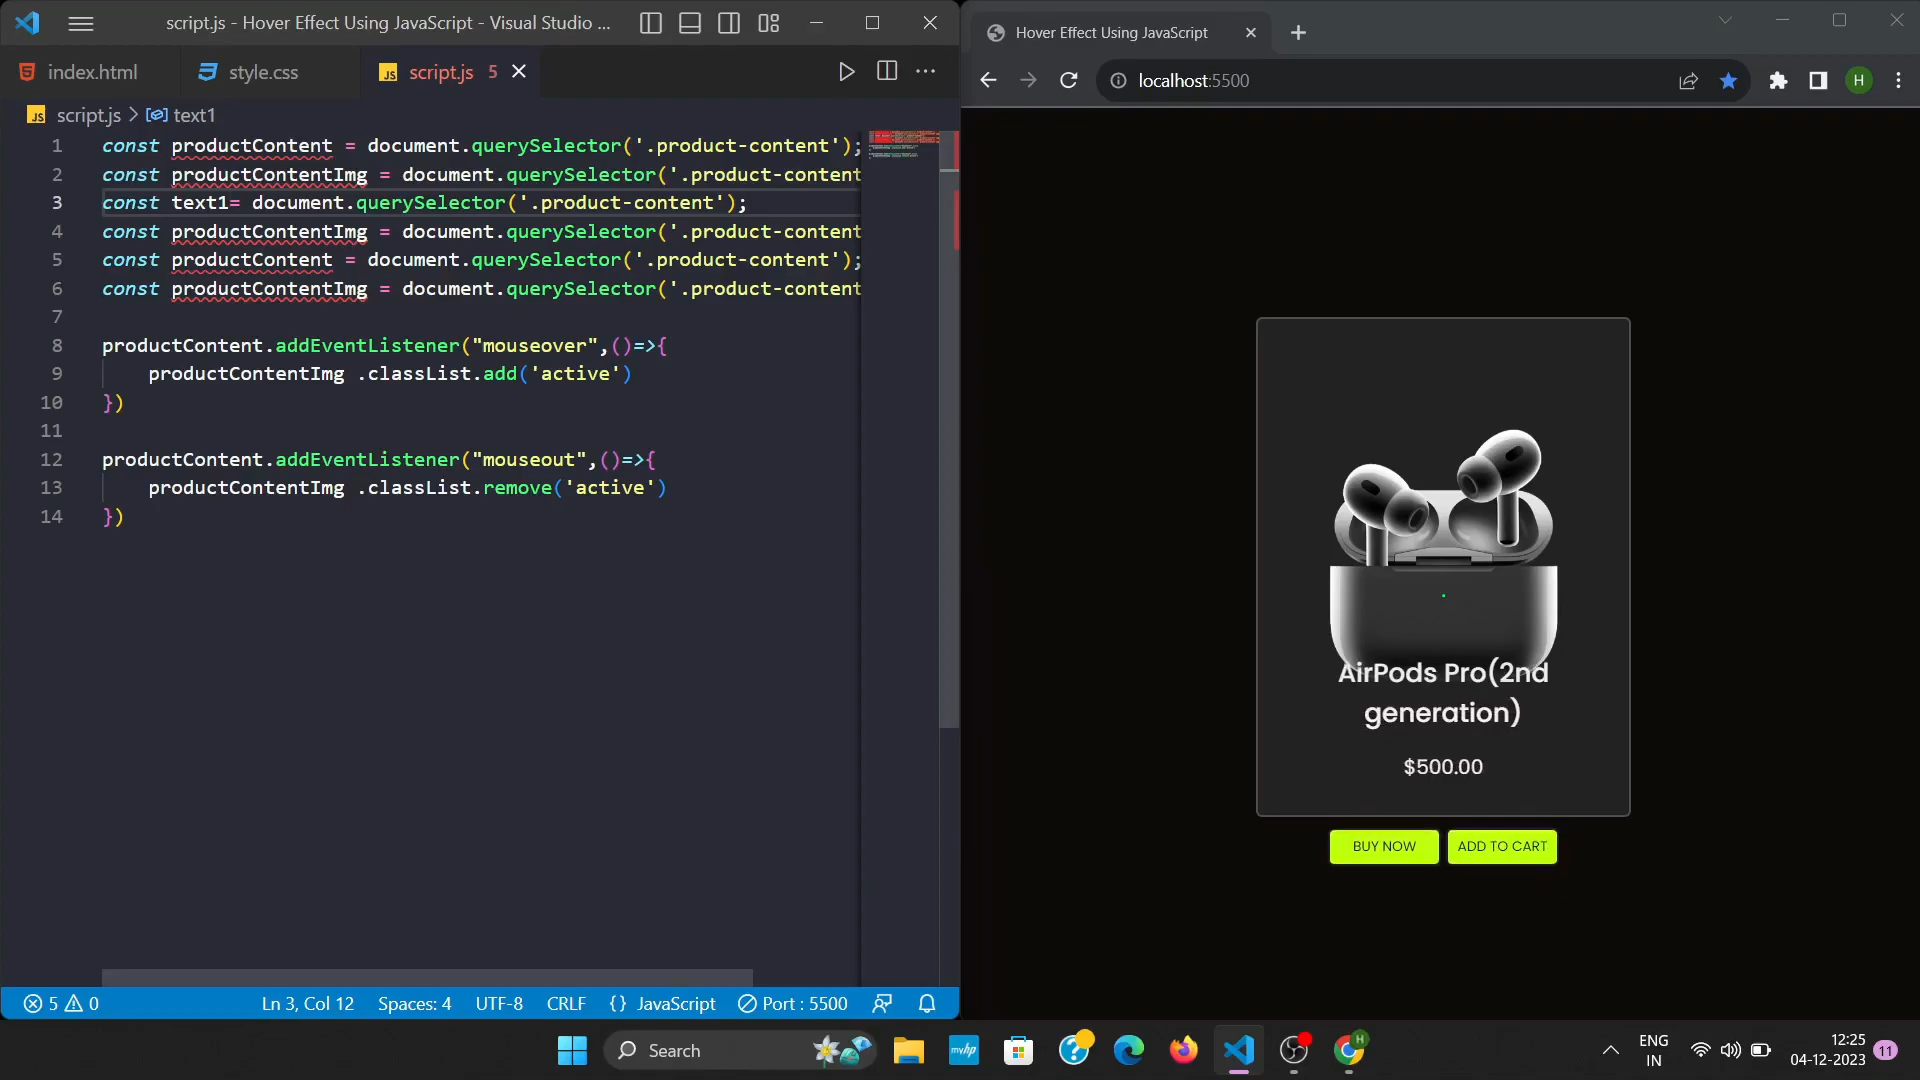 script.js - Hover Effect Using JavaScript - Visual Studio ...
index.html
style.css
JS script.js 5
JS script.js > text1
1 const productContent = document.querySelector('.product-content');
2 const productContentImg = document.querySelector('.product-content
3 const text1= document.querySelector('.product-content');
4 const productContentImg = document.querySelector('.product-content
5 const productContent = document.querySelector('.product-content');
6 const productContentImg = document.querySelector('.product-content
7
8 productContent.addEventListener("mouseover",()=>{
9 productContentImg .classList.add('active')
10 })
11
12 productContent.addEventListener("mouseout",()=>{
13 productContentImg .classList.remove('active')
14 })
5 0
Ln 3, Col 12
Spaces: 4
UTF-8
CRLF
{} JavaScript
Port : 5500
Hover Effect Using JavaScript
localhost:5500
H
AirPods Pro(2nd
generation)
$500.00
BUY NOW
ADD TO CART
Search
myhp
H
ENG
IN
12:25
04-12-2023
11